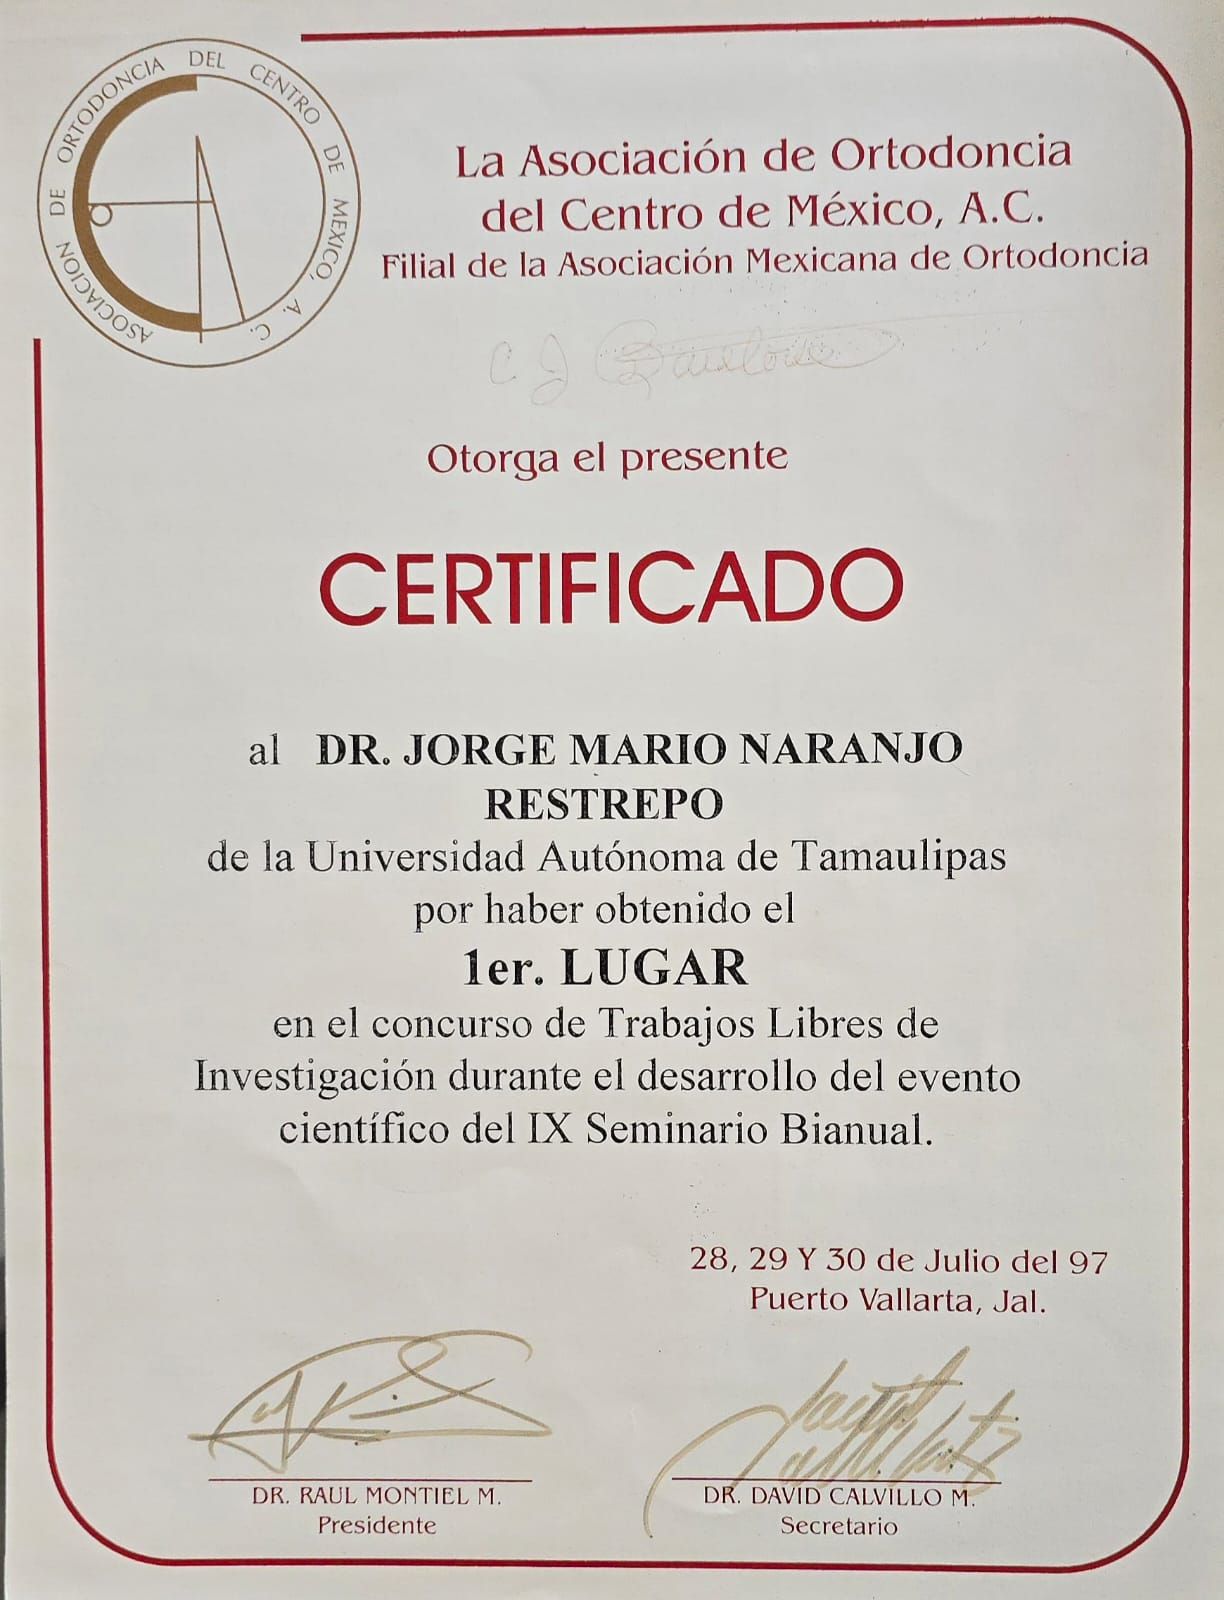 ASOCIACION DE ORTODONCIA DEL CENTRO DE MEXICO, A. C.
La Asociación de Ortodoncia
del Centro de México, A.C.
Filial de la Asociación Mexicana de Ortodoncia
Otorga el presente
CERTIFICADO
al DR. JORGE MARIO NARANJO
RESTREPO
de la Universidad Autónoma de Tamaulipas
por haber obtenido el
1er. LUGAR
en el concurso de Trabajos Libres de
Investigación durante el desarrollo del evento
científico del IX Seminario Bianual.
28, 29 Y 30 de Julio del 97
Puerto Vallarta, Jal.
DR. RAUL MONTIEL M.
Presidente
DR. DAVID CALVILLO M.
Secretario